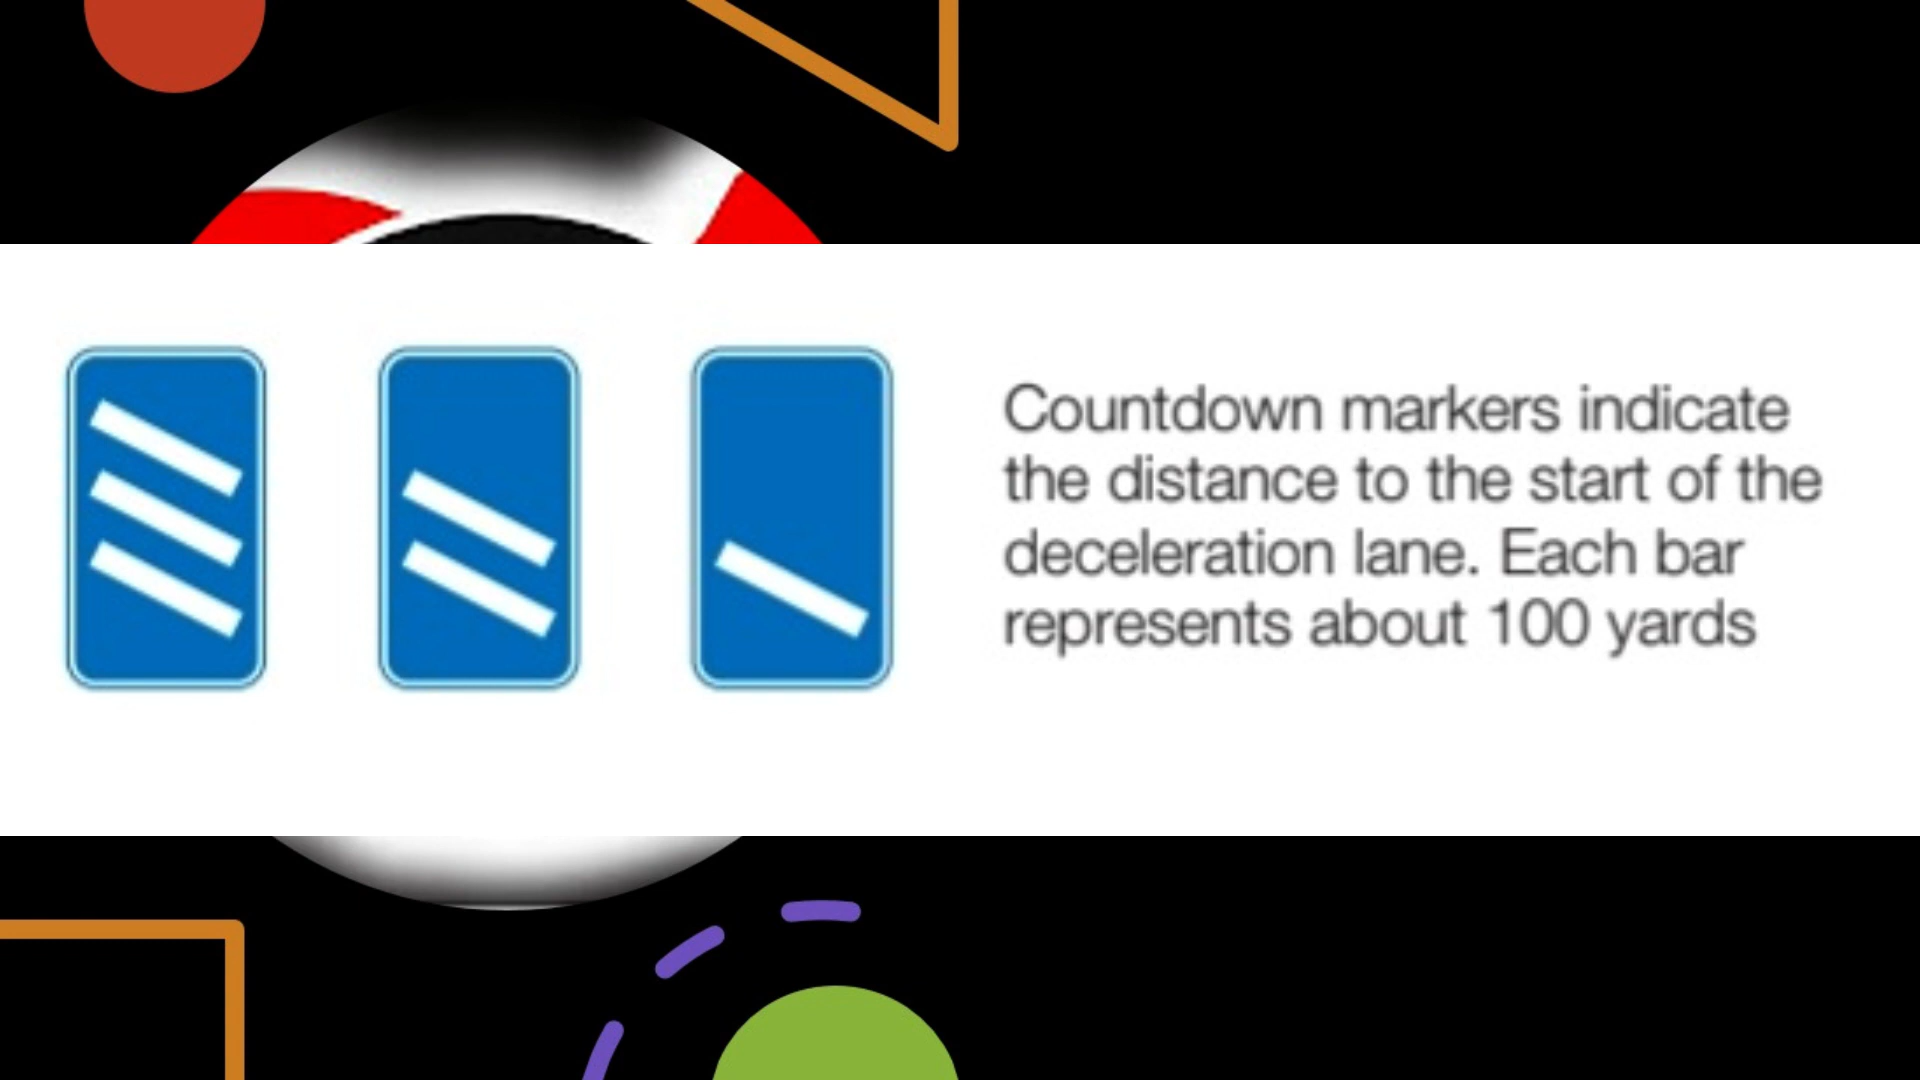 Countdown markers indicate
the distance to the start of the
deceleration lane. Each bar
represents about 100 yards